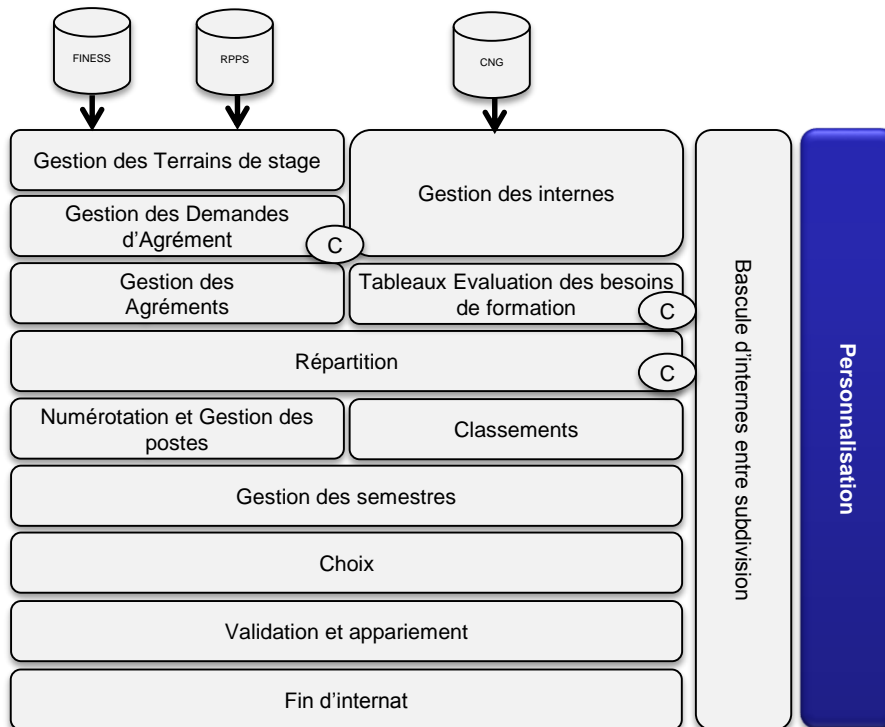 FINESS
RPPS
CNG
Gestion des Terrains de stage
Gestion des internes
Gestion des Demandes
d'Agrément
C
Gestion des
Agréments
Tableaux Evaluation des besoins
de formation
C
Répartition
C
Numérotation et Gestion des
postes
Classements
Gestion des semestres
Choix
Validation et appariement
Fin d'internat
Bascule d'internes entre subdivision
Personnalisation